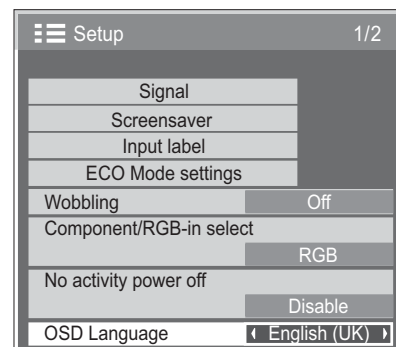 Setup 1/2
Signal
Screensaver
Input label
ECO Mode settings
Wobbling Off
Component/RGB-in select
RGB
No activity power off
Disable
OSD Language English (UK)